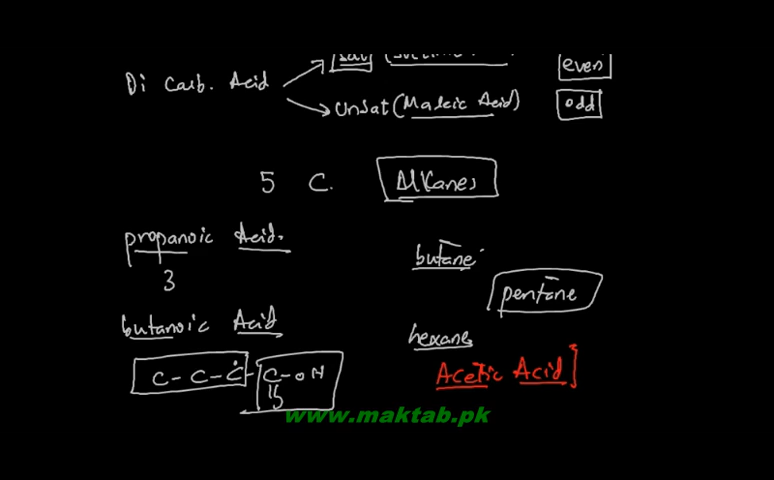 even
Di Carb. Acid
UnSat (Maleic Acid) odd
5 C. Alkanes
propanoic Acid.
3
butane
pentane
butanoic Acid
hexane
C - C - C - C - OH
Acetic Acid
www.maktab.pk